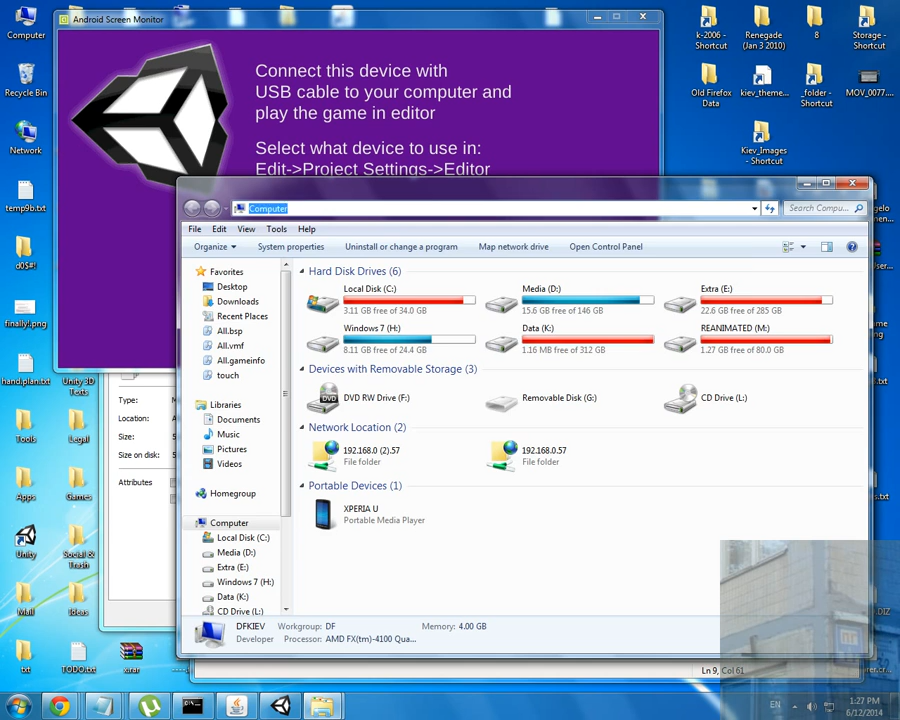 Computer
Recycle Bin
Network
temp9b.txt
d0$#!
finally!.png
hand.plan.txt
Unity 3D
Texts
Tools
Legal
Apps
Games
Unity
Social &
Trash
Mail
Ideas
txt
TODO.txt
xirar
k-2006 -
Shortcut
Renegade
(Jan 3 2010)
8
Storage -
Shortcut
Old Firefox
Data
kiev_theme...
_folder -
Shortcut
MOV_0077....
Kiev_Images
- Shortcut
Android Screen Monitor
Connect this device with
USB cable to your computer and
play the game in editor
Select what device to use in:
Edit->Project Settings->Editor
Type:
Location:
Size:
Size on disk:
Attributes
Computer
Search Compu...
File Edit View Tools Help
Organize System properties Uninstall or change a program Map network drive Open Control Panel
Favorites
Desktop
Downloads
Recent Places
All.bsp
All.vmf
All.gameinfo
touch
Libraries
Documents
Music
Pictures
Videos
Homegroup
Computer
Local Disk (C:)
Media (D:)
Extra (E:)
Windows 7 (H:)
Data (K:)
CD Drive (L:)
Hard Disk Drives (6)
Local Disk (C:)
3.11 GB free of 34.0 GB
Media (D:)
15.6 GB free of 146 GB
Extra (E:)
22.6 GB free of 285 GB
Windows 7 (H:)
8.11 GB free of 24.4 GB
Data (K:)
1.16 MB free of 312 GB
REANIMATED (M:)
1.27 GB free of 80.0 GB
Devices with Removable Storage (3)
DVD RW Drive (F:)
Removable Disk (G:)
CD Drive (L:)
Network Location (2)
192.168.0 (2).57
File folder
192.168.0.57
File folder
Portable Devices (1)
XPERIA U
Portable Media Player
DFKIEV Workgroup: DF Memory: 4.00 GB
Developer Processor: AMD FX(tm)-4100 Qua...
Ln 9, Col 61
EN
1:27 PM
6/12/2014